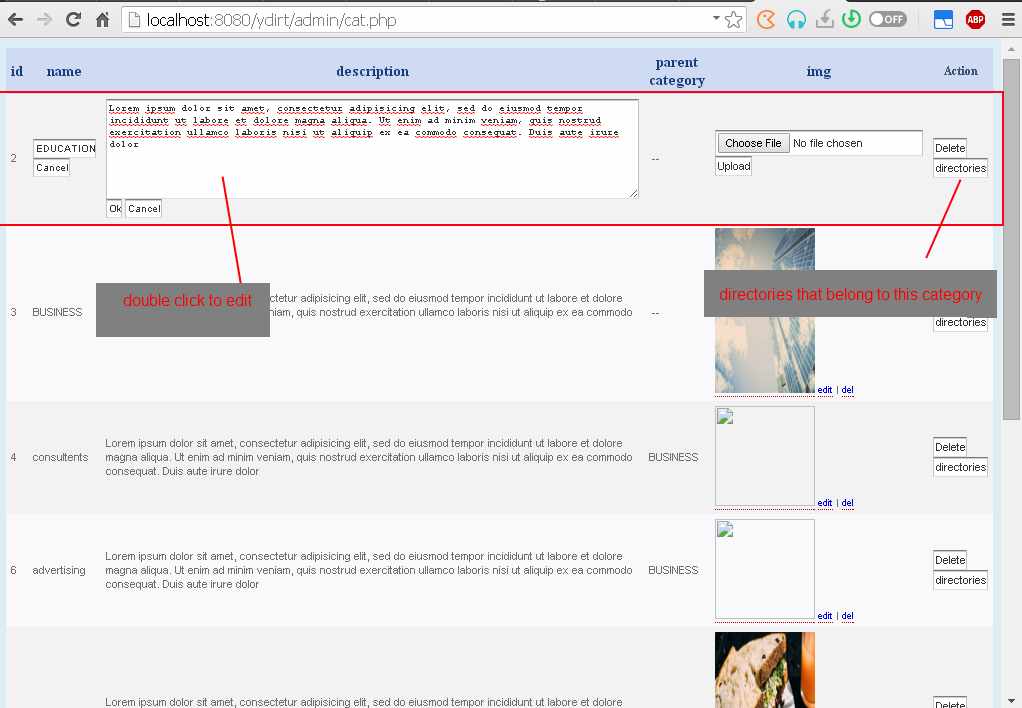 localhost:8080/ydirt/admin/cat.php
OFF
ABP
id name description parent category img Action
2
EDUCATION
Cancel
Lorem ipsum dolor sit amet, consectetur adipisicing elit, sed do eiusmod tempor
incididunt ut labore et dolore magna aliqua. Ut enim ad minim veniam, quis nostrud
exercitation ullamco laboris nisi ut aliquip ex ea commodo consequat. Duis aute irure
dolor
Ok Cancel
--
Choose File No file chosen
Upload
Delete
directories
double click to edit
directories that belong to this category
3 BUSINESS
ctetur adipisicing elit, sed do eiusmod tempor incididunt ut labore et dolore
niam, quis nostrud exercitation ullamco laboris nisi ut aliquip ex ea commodo
--
edit | del
directories
4 consultents
Lorem ipsum dolor sit amet, consectetur adipisicing elit, sed do eiusmod tempor incididunt ut labore et dolore
magna aliqua. Ut enim ad minim veniam, quis nostrud exercitation ullamco laboris nisi ut aliquip ex ea commodo
consequat. Duis aute irure dolor
BUSINESS
edit | del
Delete
directories
6 advertising
Lorem ipsum dolor sit amet, consectetur adipisicing elit, sed do eiusmod tempor incididunt ut labore et dolore
magna aliqua. Ut enim ad minim veniam, quis nostrud exercitation ullamco laboris nisi ut aliquip ex ea commodo
consequat. Duis aute irure dolor
BUSINESS
edit | del
Delete
directories
Lorem ipsum dolor sit amet, consectetur adipisicing elit, sed do eiusmod tempor incididunt ut labore et dolore
Delete